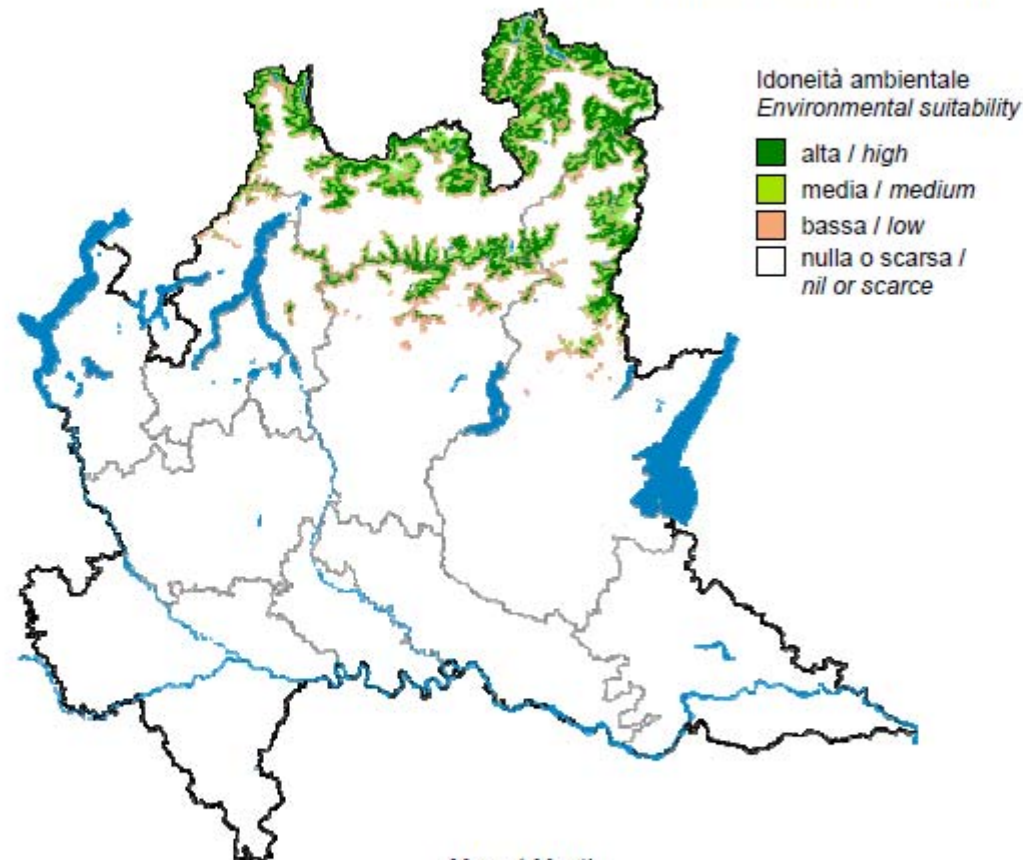 Idoneità ambientale
Environmental suitability
alta / high
media / medium
bassa / low
nulla o scarsa /
nil or scarce